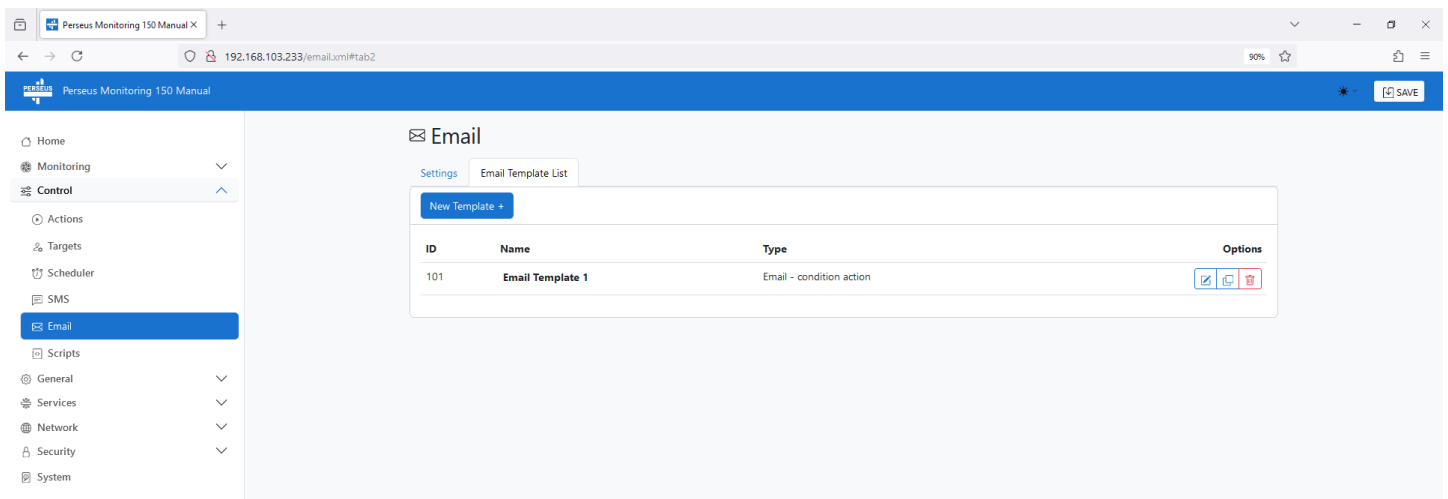 Perseus Monitoring 150 Manual
192.168.103.233/email.xml#tab2
90%
PERSEUS
Perseus Monitoring 150 Manual
SAVE
Home
Monitoring
Control
Actions
Targets
Scheduler
SMS
Email
Scripts
General
Services
Network
Security
System
Email
Settings
Email Template List
New Template +
ID Name Type Options
101 Email Template 1 Email - condition action